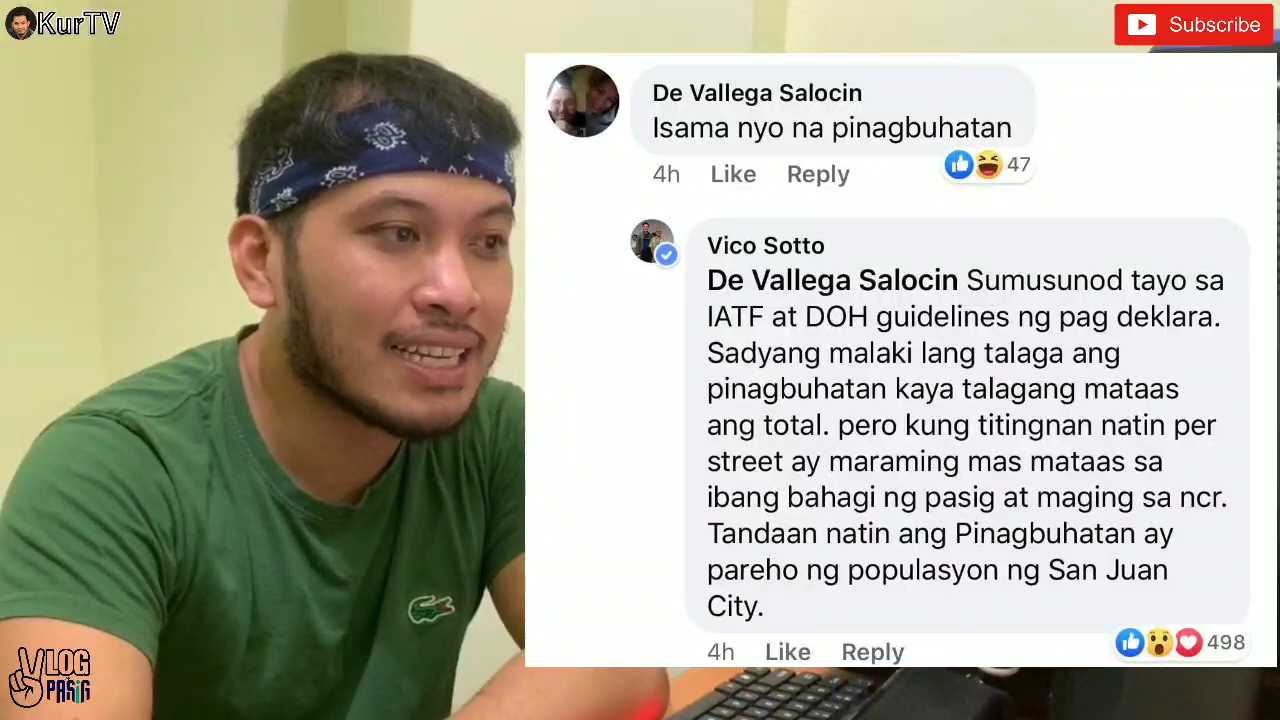 KurTV
Subscribe
De Vallega Salocin
Isama nyo na pinagbuhatan
4h Like Reply 47
Vico Sotto
De Vallega Salocin Sumusunod tayo sa
IATF at DOH guidelines ng pag deklara.
Sadyang malaki lang talaga ang
pinagbuhatan kaya talagang mataas
ang total. pero kung titingnan natin per
street ay maraming mas mataas sa
ibang bahagi ng pasig at maging sa ncr.
Tandaan natin ang Pinagbuhatan ay
pareho ng populasyon ng San Juan
City.
4h Like Reply 498
VLOG
PASIG